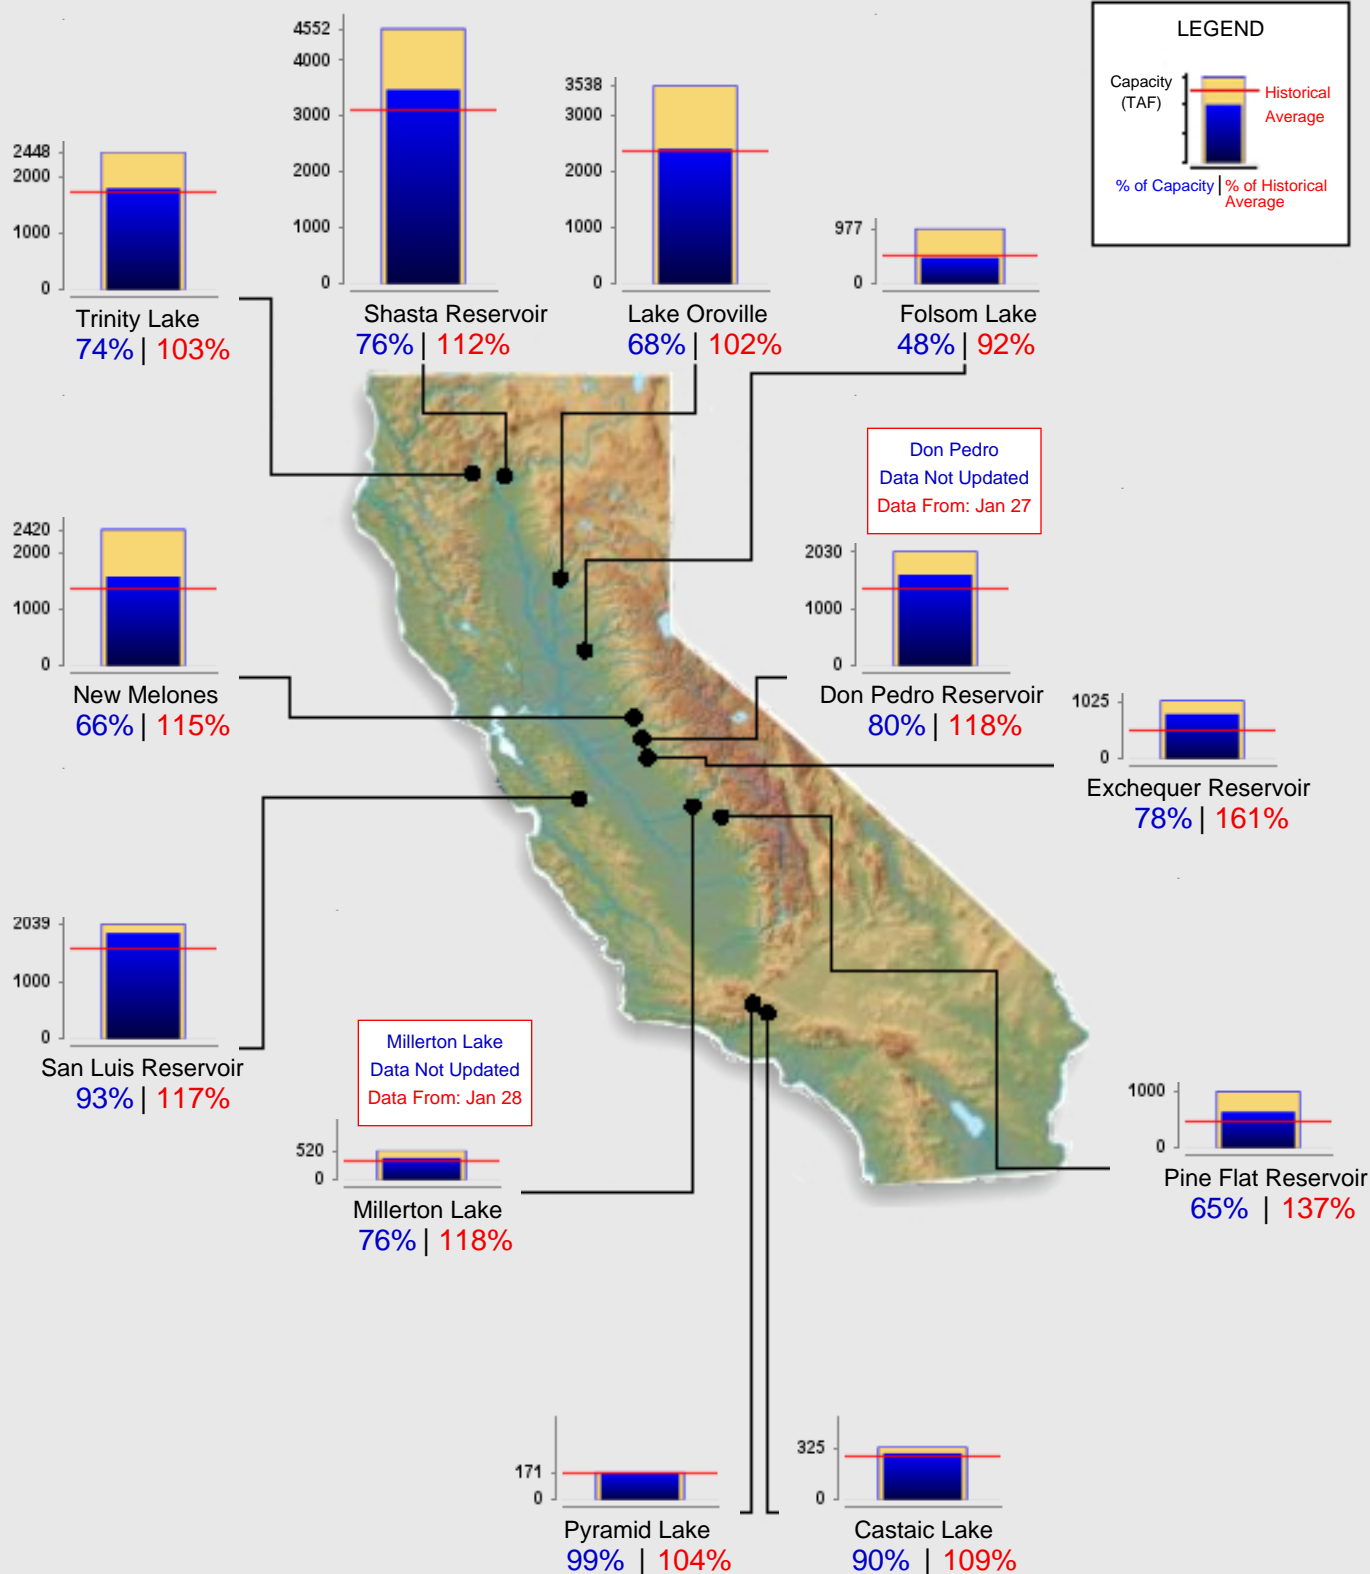 LEGEND
Capacity
(TAF)
Historical
Average
% of Capacity | % of Historical
Average
4552
4000
3000
2000
1000
0
Shasta Reservoir
76% | 112%
3538
3000
2000
1000
0
Lake Oroville
68% | 102%
2448
2000
1000
0
Trinity Lake
74% | 103%
977
0
Folsom Lake
48% | 92%
Don Pedro
Data Not Updated
Data From: Jan 27
2420
2000
1000
0
New Melones
66% | 115%
2030
1000
0
Don Pedro Reservoir
80% | 118%
1025
0
Exchequer Reservoir
78% | 161%
2039
1000
0
San Luis Reservoir
93% | 117%
Millerton Lake
Data Not Updated
Data From: Jan 28
520
0
Millerton Lake
76% | 118%
1000
0
Pine Flat Reservoir
65% | 137%
171
0
Pyramid Lake
99% | 104%
325
0
Castaic Lake
90% | 109%